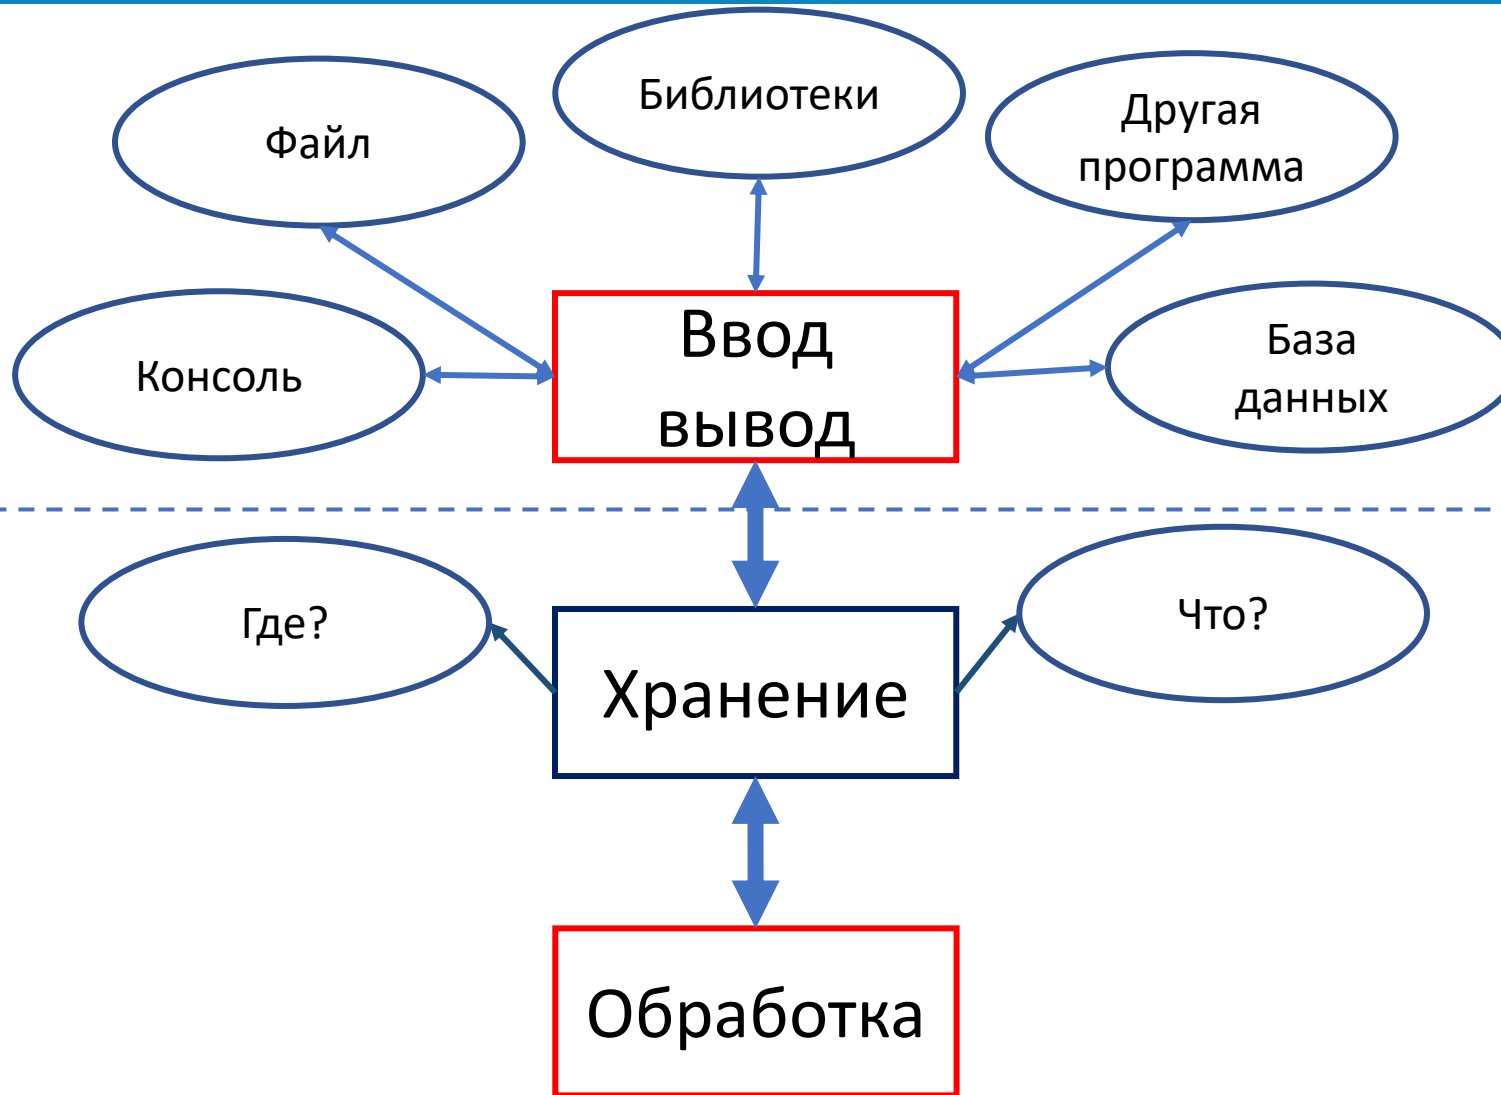 Библиотеки
Файл
Другая
программа
Ввод
вывод
Консоль
База
данных
Где?
Что?
Хранение
Обработка